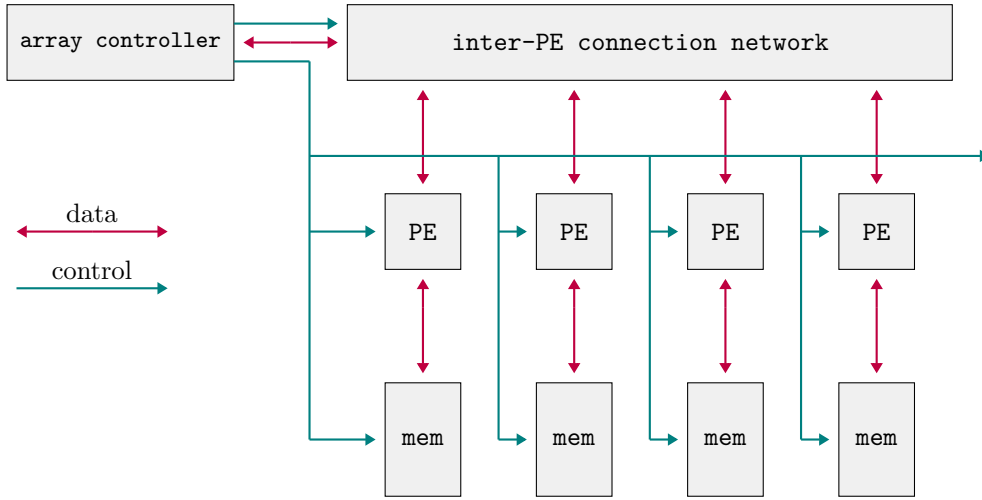 array controller
inter-PE connection network
data
control
PE
PE
PE
PE
mem
mem
mem
mem